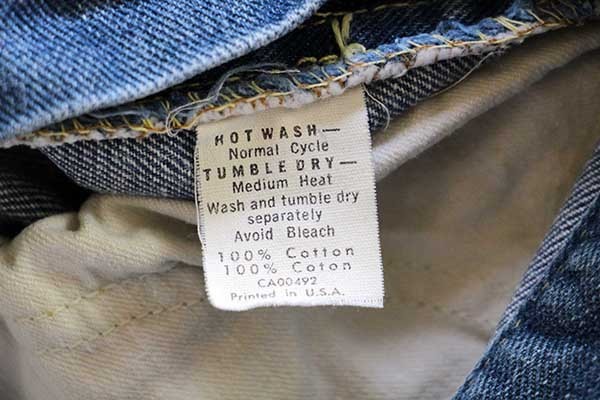 HOT WASH—
Normal Cycle
TUMBLE DRY—
Medium Heat
Wash and tumble dry
separately
Avoid Bleach
100% Cotton
100% Coton
CA00492
Printed in U.S.A.